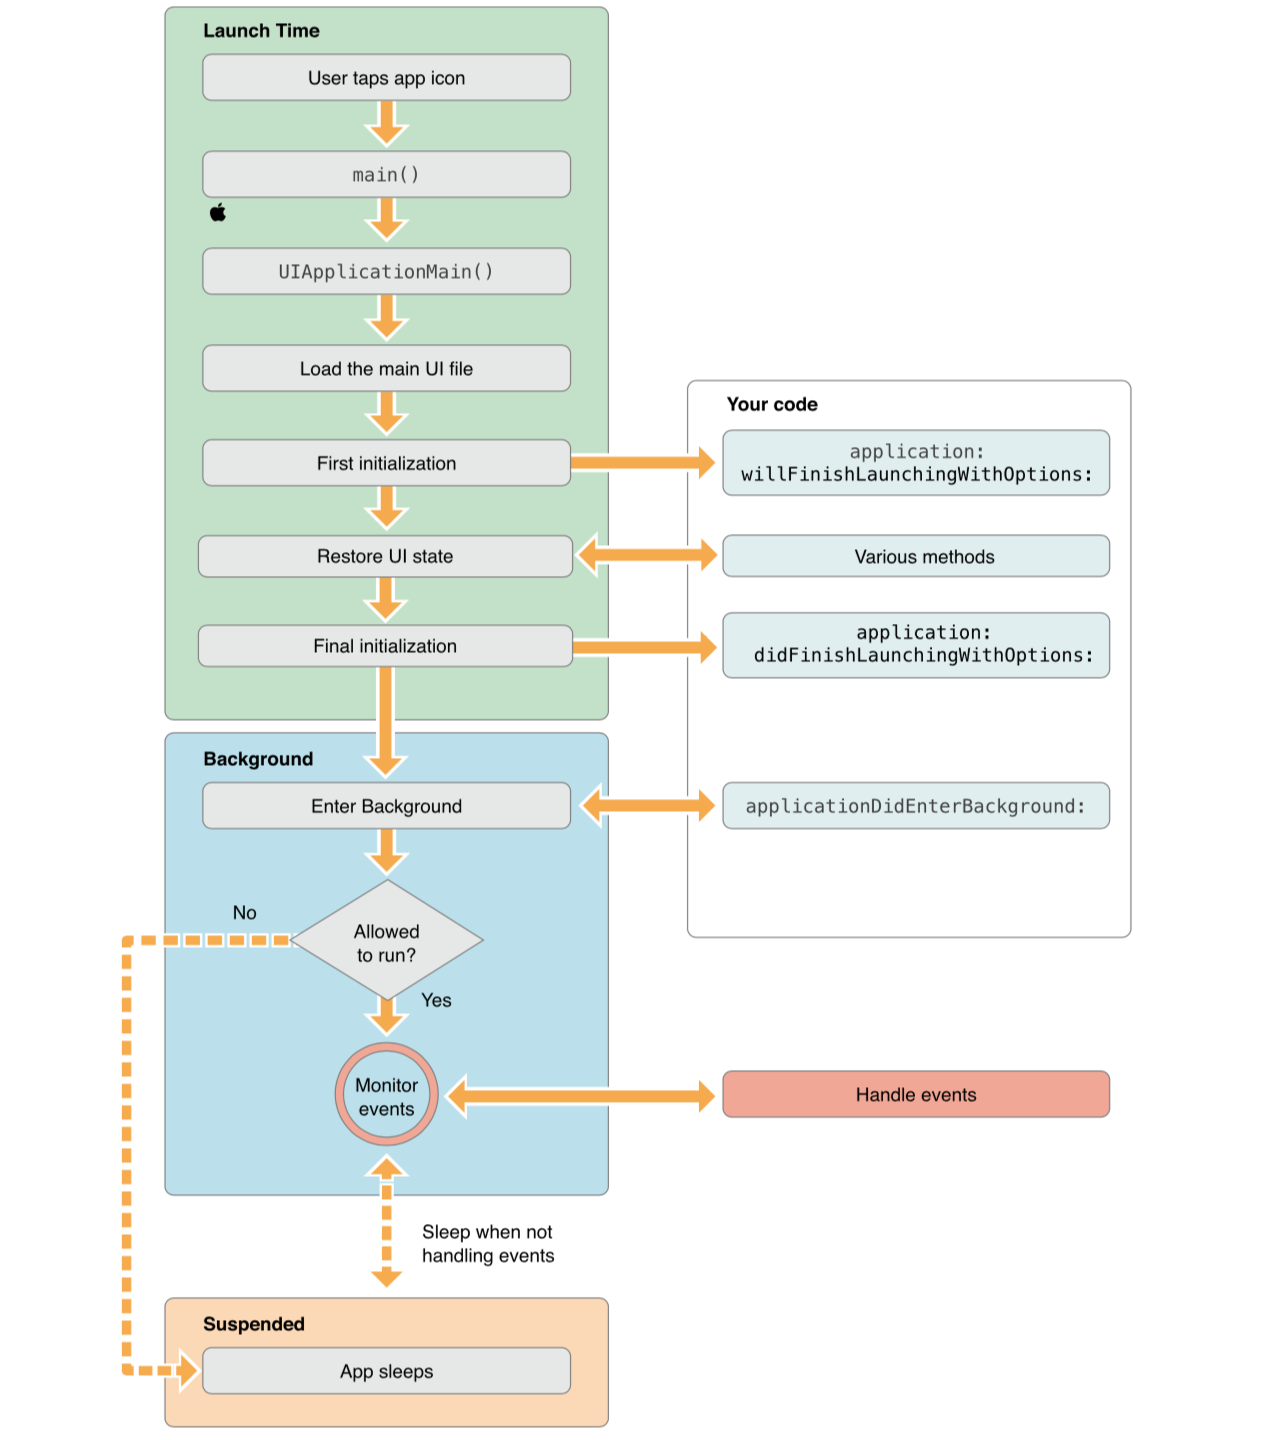 Launch Time
User taps app icon
main()
UIApplicationMain()
Load the main UI file
First initialization
Restore UI state
Final initialization
Your code
application:
willFinishLaunchingWithOptions:
Various methods
application:
didFinishLaunchingWithOptions:
applicationDidEnterBackground:
Background
Enter Background
Allowed
to run?
No
Yes
Monitor
events
Handle events
Sleep when not
handling events
Suspended
App sleeps